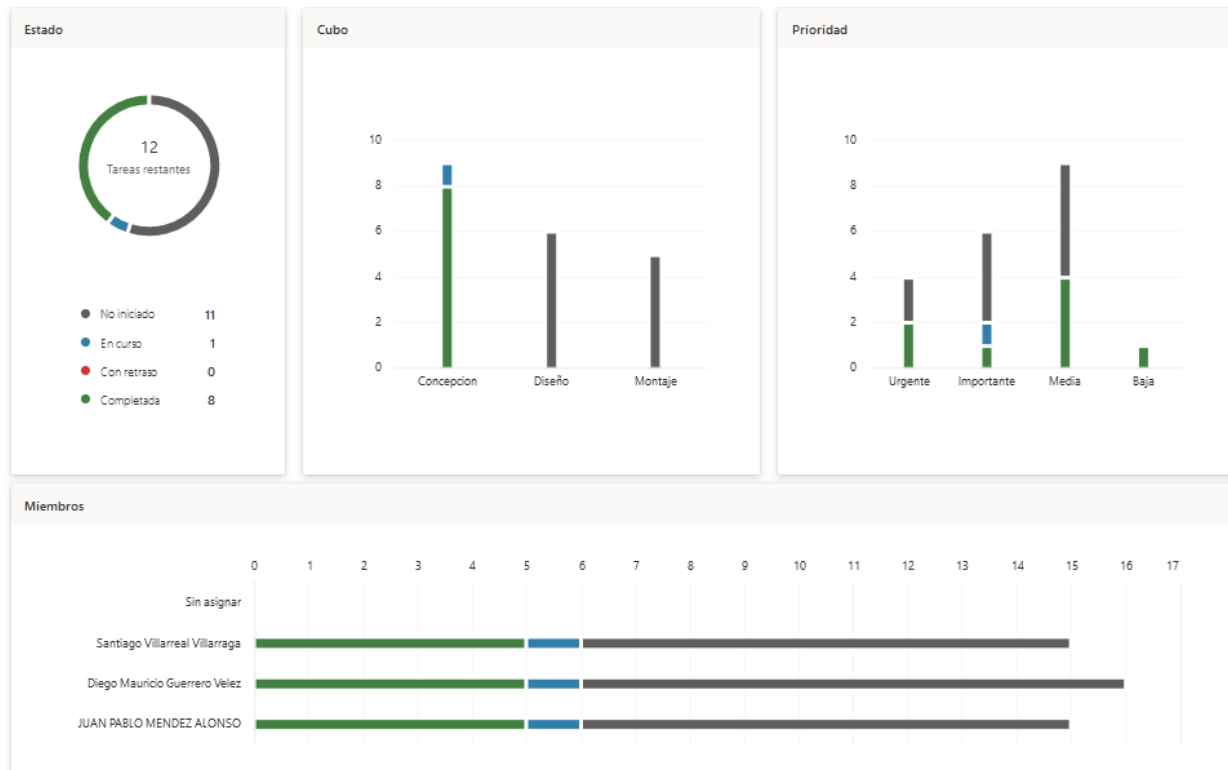 Estado
12
Tareas restantes
No iniciado 11
En curso 1
Con retraso 0
Completada 8
Cubo
10
8
6
4
2
0
Concepcion Diseño Montaje
Prioridad
10
8
6
4
2
0
Urgente Importante Media Baja
Miembros
0 1 2 3 4 5 6 7 8 9 10 11 12 13 14 15 16 17
Sin asignar
Santiago Villarreal Villarraga
Diego Mauricio Guerrero Velez
JUAN PABLO MENDEZ ALONSO